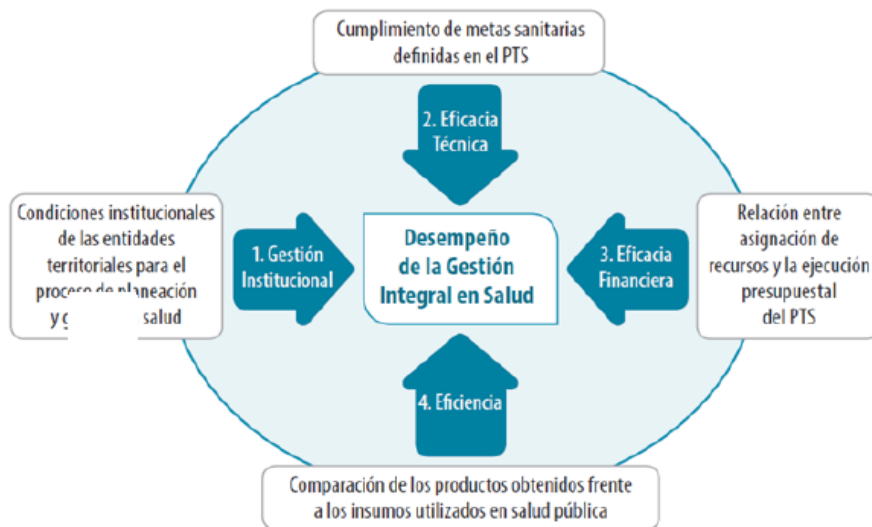 Cumplimiento de metas sanitarias
definidas en el PTS
2. Eficacia
Técnica
Condiciones institucionales
de las entidades
territoriales para el
proceso de planeación
y salud
1. Gestión
Institucional
Desempeño
de la Gestión
Integral en Salud
3. Eficacia
Financiera
Relación entre
asignación de
recursos y la ejecución
presupuestal
del PTS
4. Eficiencia
Comparación de los productos obtenidos frente
a los insumos utilizados en salud pública